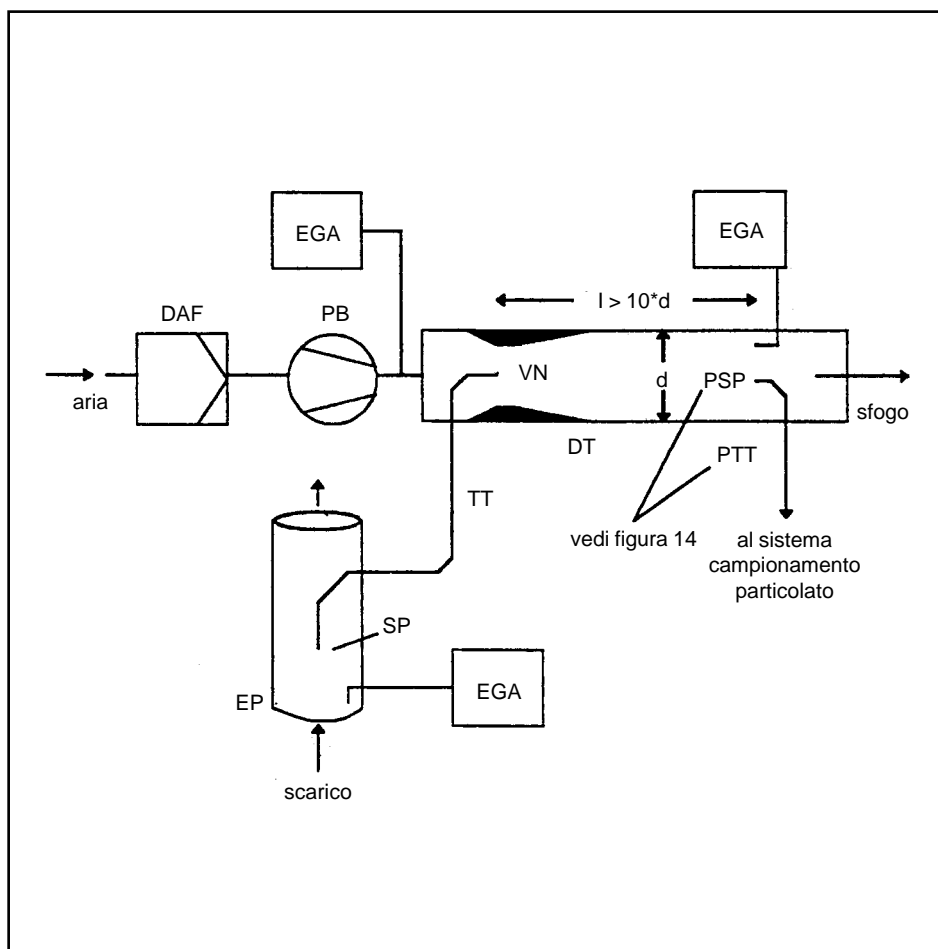 EGA
EGA
l > 10*d
DAF
PB
VN
d
PSP
aria
sfogo
DT
PTT
TT
vedi figura 14
al sistema
campionamento
particolato
SP
EGA
EP
scarico